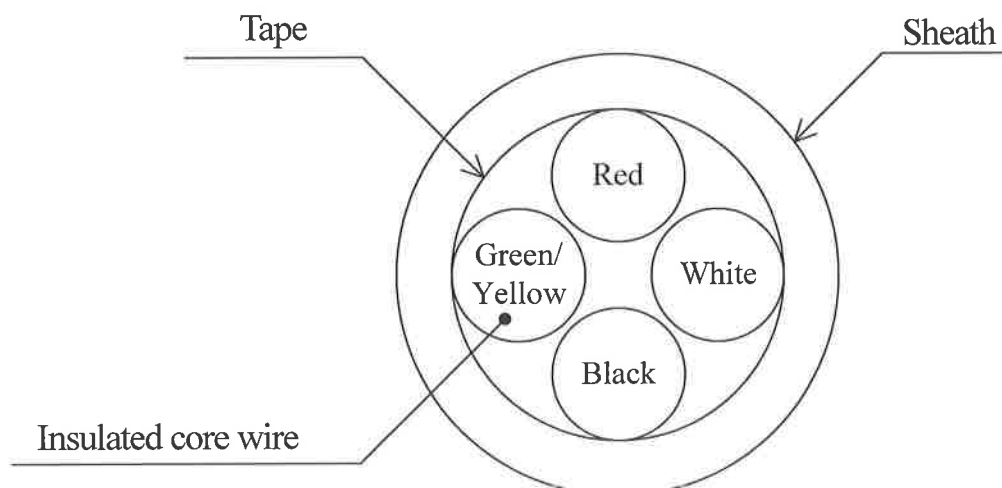 Tape
Sheath
Red
Green/
Yellow
White
Black
Insulated core wire